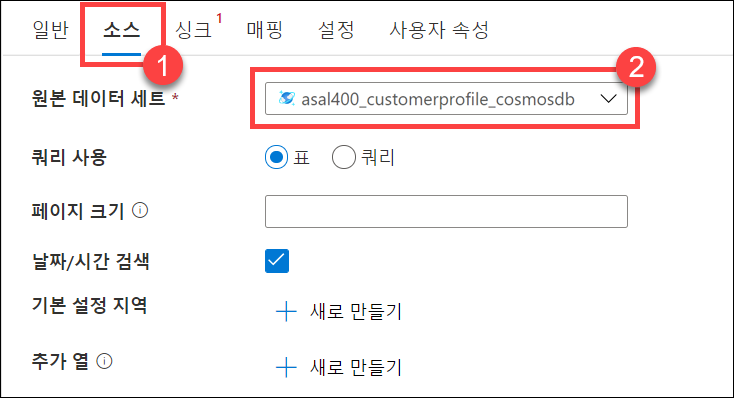 일반 소스 싱크 1 매핑 설정 사용자 속성
1
2
원본 데이터 세트 * asal400_customerprofile_cosmosdb
쿼리 사용 표 쿼리
페이지 크기
날짜/시간 검색
기본 설정 지역 + 새로 만들기
추가 열 + 새로 만들기